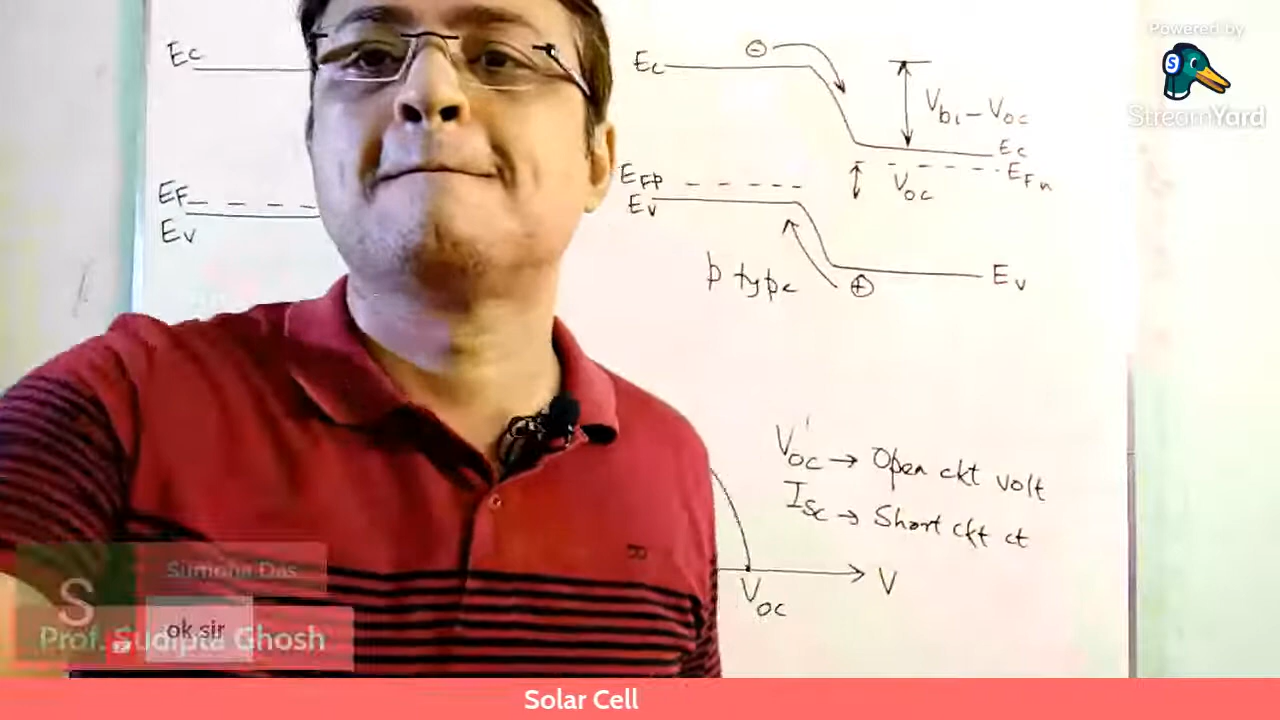 Powered by
StreamYard
Ec
EF
Ev
Ec
Vbi - Voc
Ec
EFn
Voc
EFp
Ev
p type
Ev
Voc → Open ckt volt
Isc → Short ckt ct
V
Voc
Sumona Das
S
ok sir
Prof. Sudipta Ghosh
Solar Cell